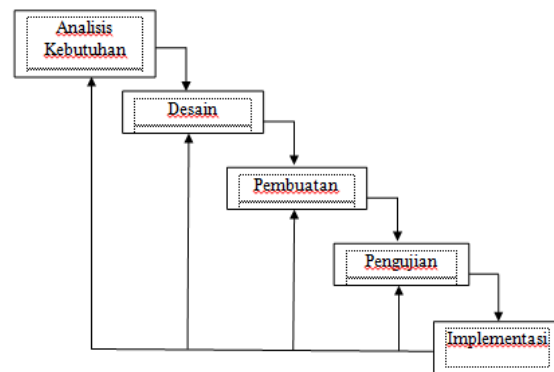 Analisis
Kebutuhan
Desain
Pembuatan
Pengujian
Implementasi